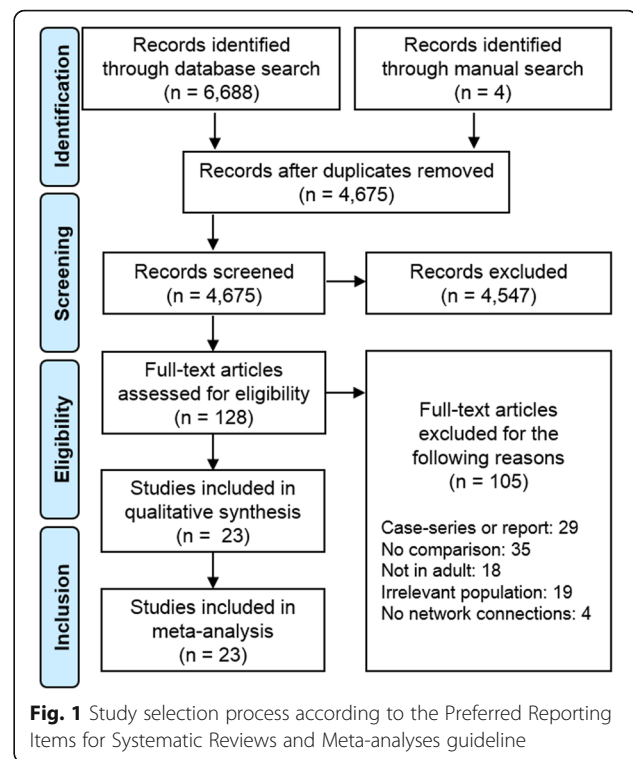 Identification
Records identified
through database search
(n = 6,688)
Records identified
through manual search
(n = 4)
Records after duplicates removed
(n = 4,675)
Screening
Records screened
(n = 4,675)
Records excluded
(n = 4,547)
Eligibility
Full-text articles
assessed for eligibility
(n = 128)
Full-text articles
excluded for the
following reasons
(n = 105)
Case-series or report: 29
No comparison: 35
Not in adult: 18
Irrelevant population: 19
No network connections: 4
Studies included in
qualitative synthesis
(n = 23)
Inclusion
Studies included in
meta-analysis
(n = 23)
Fig. 1 Study selection process according to the Preferred Reporting
Items for Systematic Reviews and Meta-analyses guideline